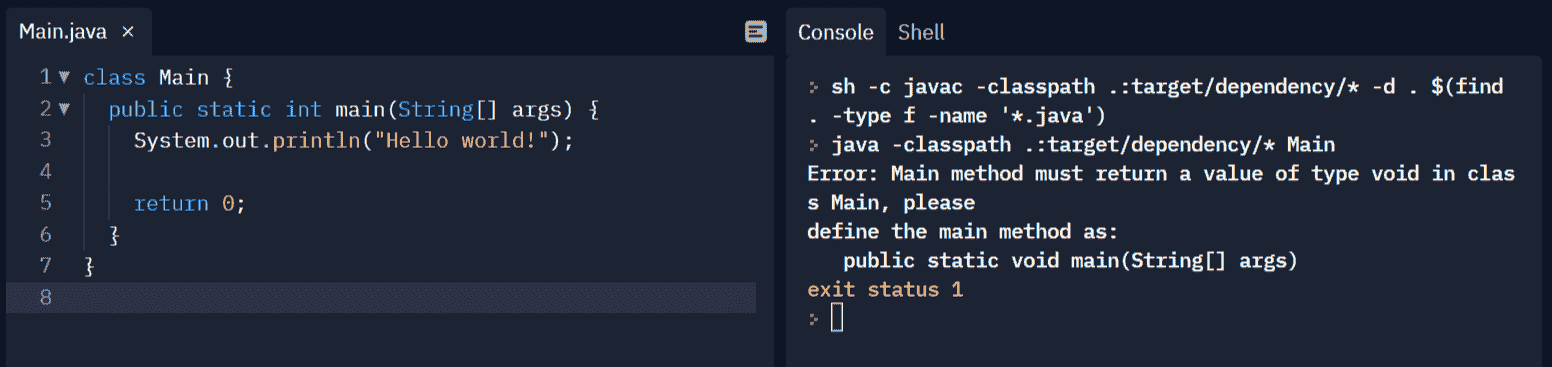 Main.java ×
1 ▼ class Main {
2 ▼ public static int main(String[] args) {
3 System.out.println("Hello world!");
4
5 return 0;
6 }
7 }
8
Console Shell
> sh -c javac -classpath .:target/dependency/* -d . $(find
. -type f -name '*.java')
> java -classpath .:target/dependency/* Main
Error: Main method must return a value of type void in clas
s Main, please
define the main method as:
   public static void main(String[] args)
exit status 1
>